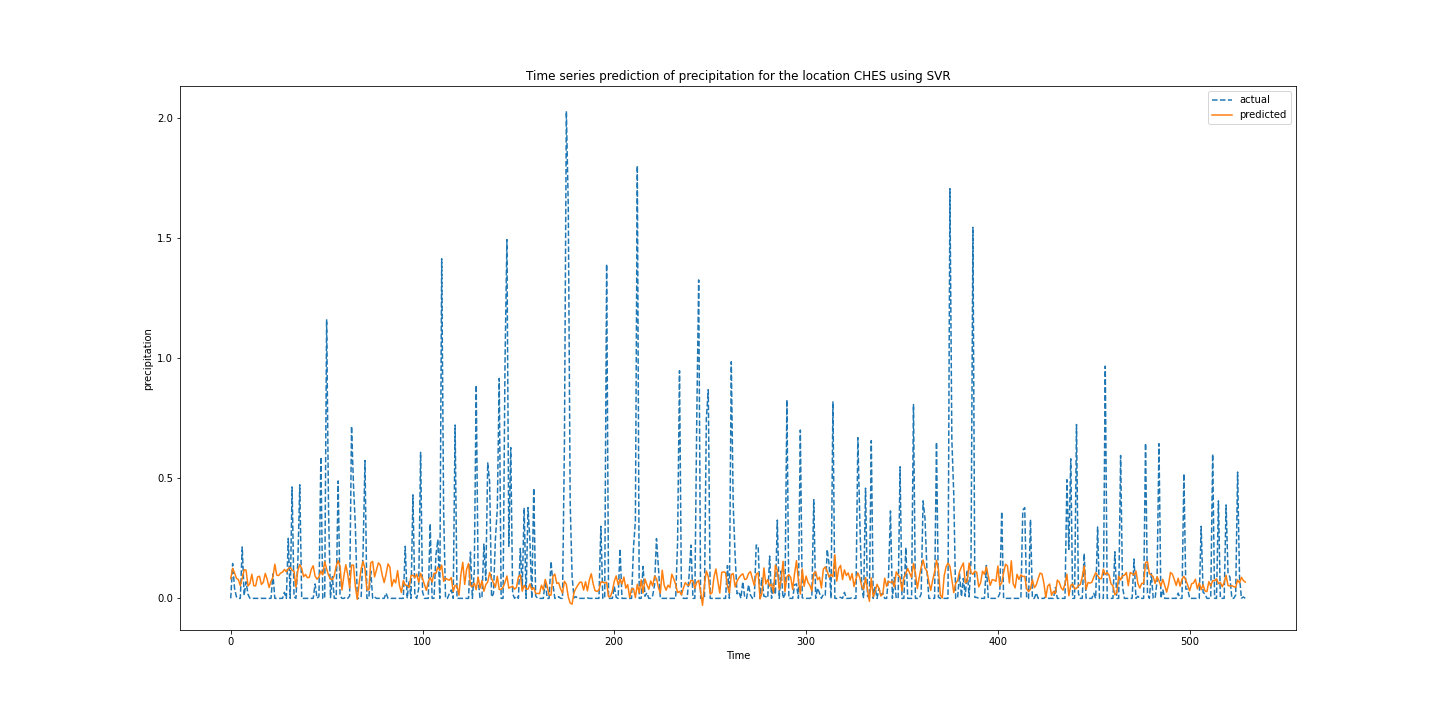 Time series prediction of precipitation for the location CHES using SVR
actual
predicted
2.0
1.5
1.0
0.5
0.0
precipitation
0
100
200
300
400
500
Time